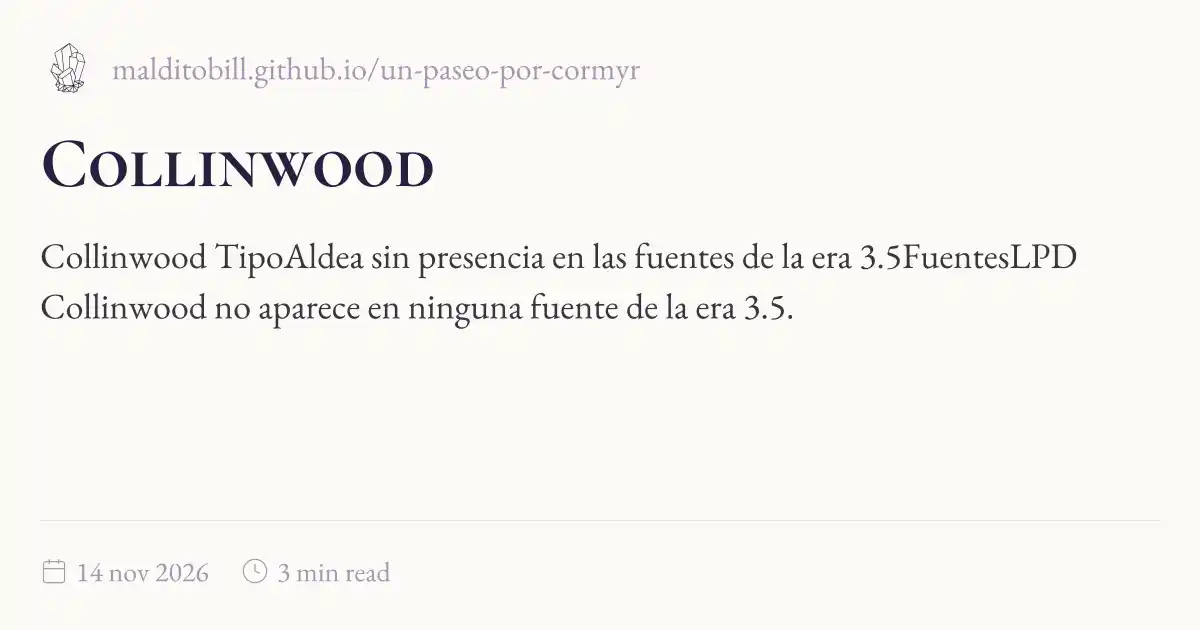 malditobill.github.io/un-paseo-por-cormyr
Collinwood
Collinwood TipoAldea sin presencia en las fuentes de la era 3.5FuentesLPD
Collinwood no aparece en ninguna fuente de la era 3.5.
14 nov 2026 3 min read